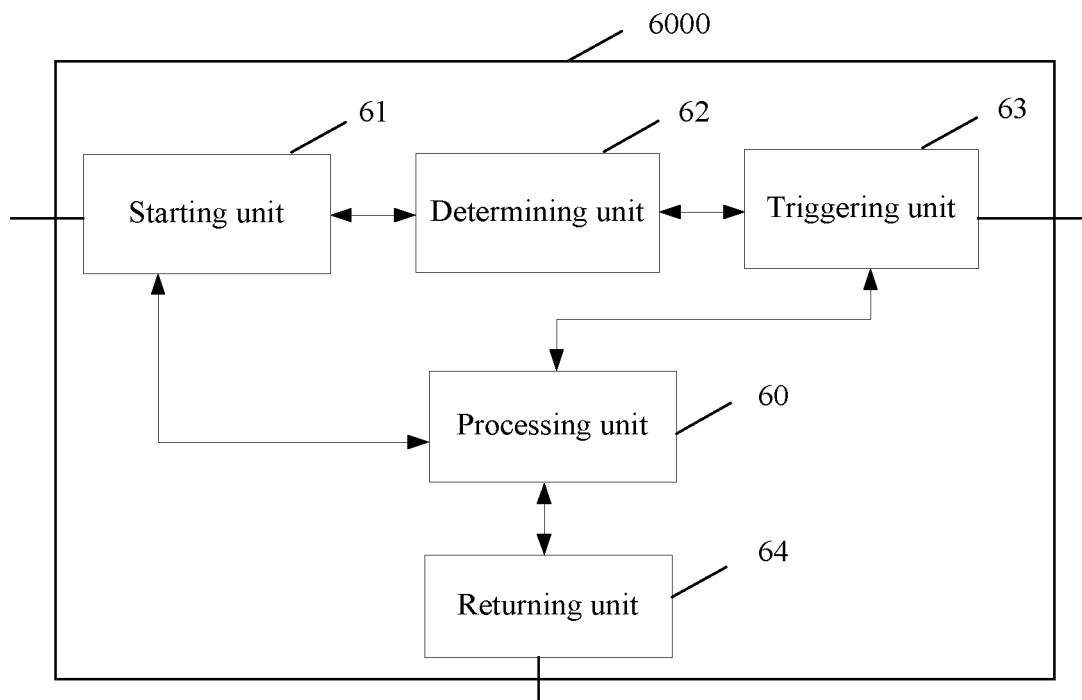 6000
61
62
63
Starting unit
Determining unit
Triggering unit
60
Processing unit
64
Returning unit